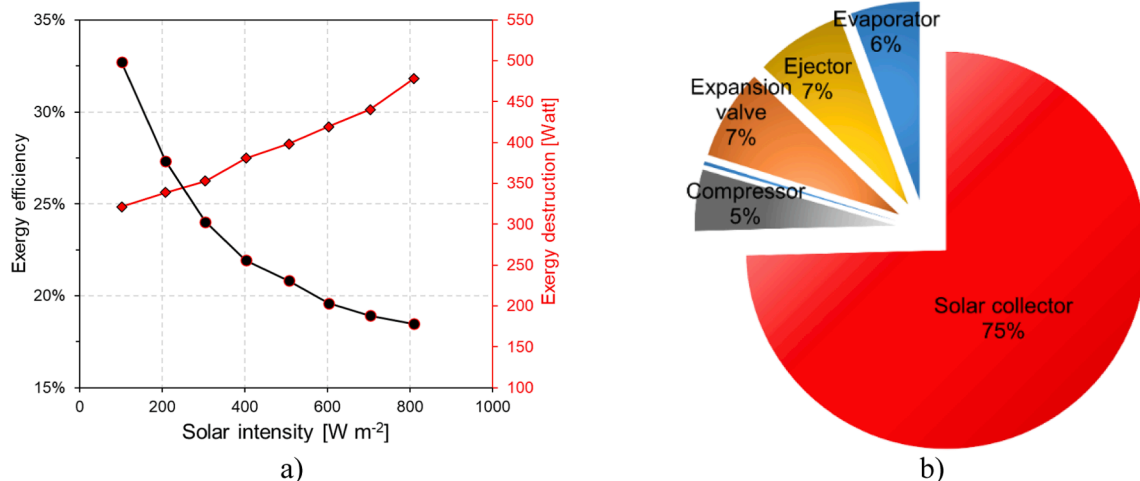 35%
30%
25%
20%
15%
Exergy efficiency
0
200
400
600
800
1000
Solar intensity [W m-2]
550
500
450
400
350
300
250
200
150
100
Exergy destruction [Watt]
a)
Evaporator
6%
Ejector
7%
Expansion
valve
7%
Compressor
5%
Solar collector
75%
b)